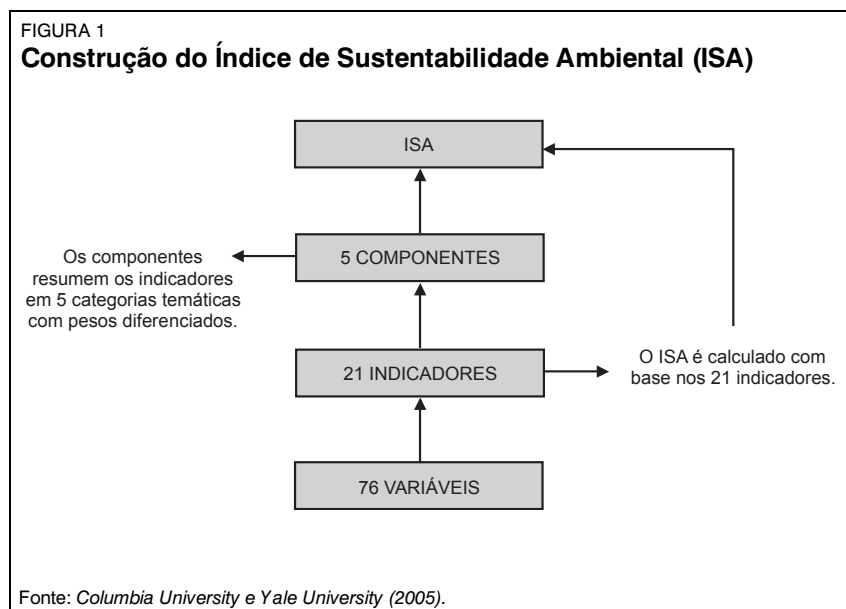 FIGURA 1
Construção do Índice de Sustentabilidade Ambiental (ISA)
ISA
Os componentes
resumem os indicadores
em 5 categorias temáticas
com pesos diferenciados.
5 COMPONENTES
21 INDICADORES
O ISA é calculado com
base nos 21 indicadores.
76 VARIÁVEIS
Fonte: Columbia University e Yale University (2005).